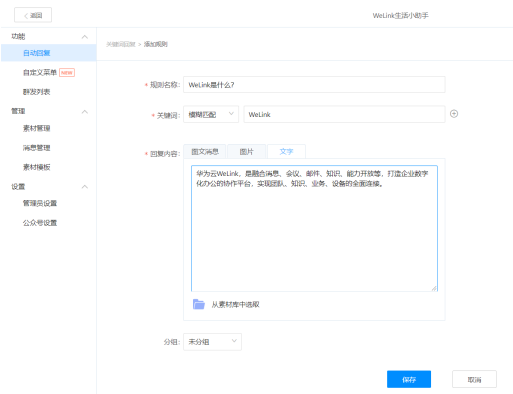 < 返回
WeLink生活小助手
功能
自动回复
自定义菜单 NEW
群发列表
管理
素材管理
消息管理
素材模板
设置
管理员设置
公众号设置
关键词回复 > 添加规则
* 规则名称: WeLink是什么?
* 关键词: 模糊匹配 WeLink
* 回复内容: 图文消息 图片 文字
华为云WeLink，是融合消息、会议、邮件、知识、能力开放等，打造企业数字
化办公的协作平台，实现团队、知识、业务、设备的全面连接。
从素材库中选取
分组: 未分组
保存 取消